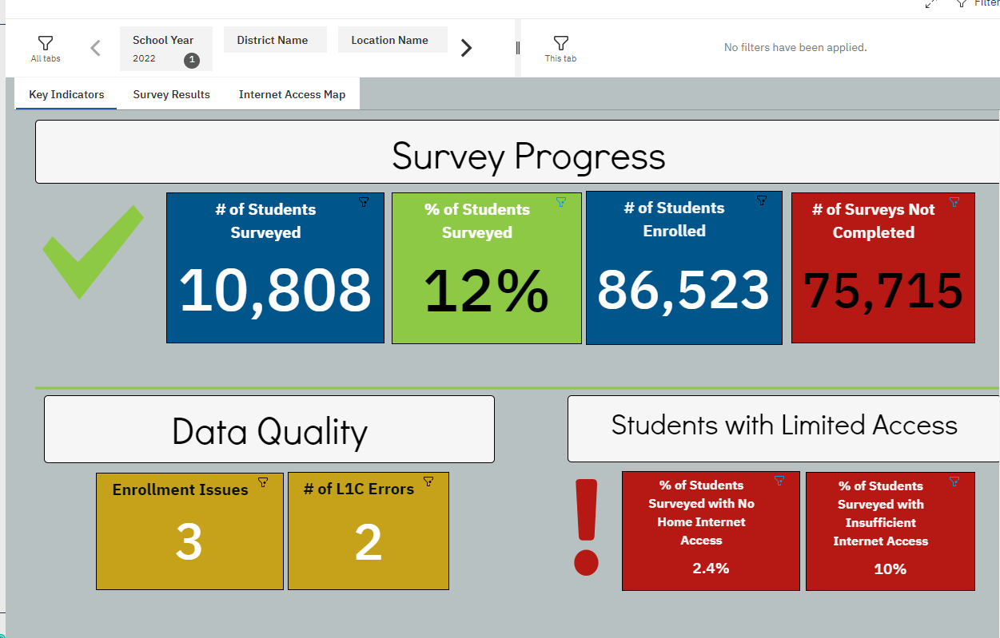 Filter
School Year
District Name
Location Name
2022
1
All tabs
This tab
No filters have been applied.
Key Indicators
Survey Results
Internet Access Map
Survey Progress
# of Students
Surveyed
10,808
% of Students
Surveyed
12%
# of Students
Enrolled
86,523
# of Surveys Not
Completed
75,715
Data Quality
Enrollment Issues
3
# of L1C Errors
2
Students with Limited Access
% of Students
Surveyed with No
Home Internet
Access
2.4%
% of Students
Surveyed with
Insufficient
Internet Access
10%